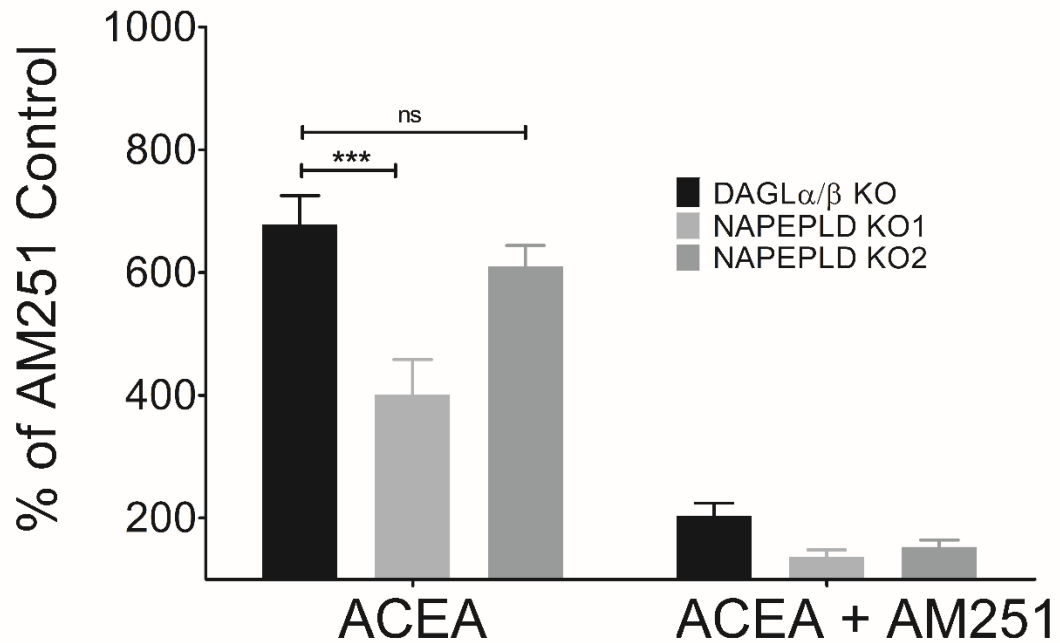 % of AM251 Control
1000
800
600
400
200
ns
***
DAGLα/β KO
NAPEPLD KO1
NAPEPLD KO2
ACEA
ACEA + AM251